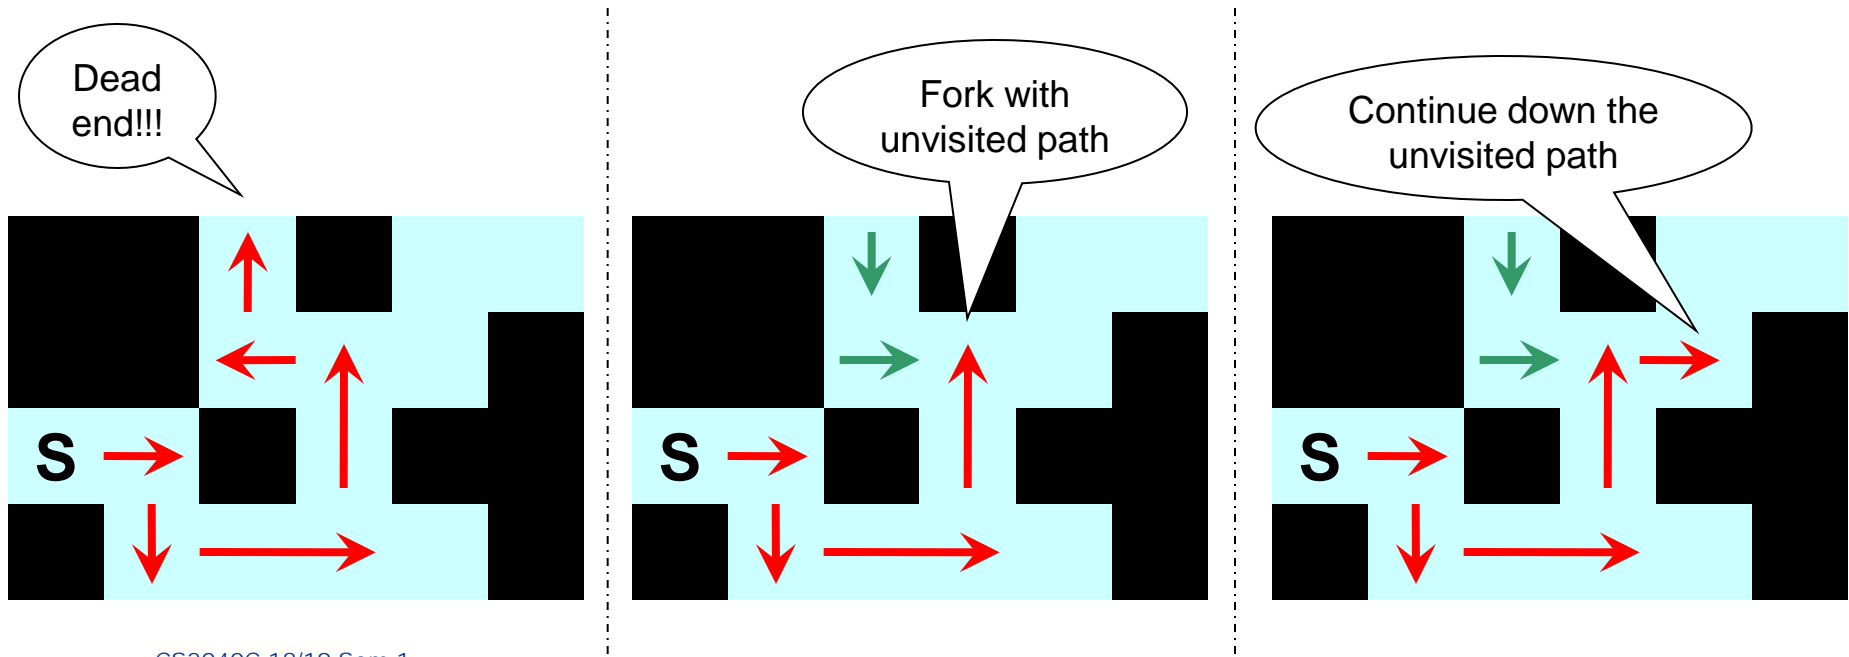 Dead
end!!!
Fork with
unvisited path
Continue down the
unvisited path
S
S
S